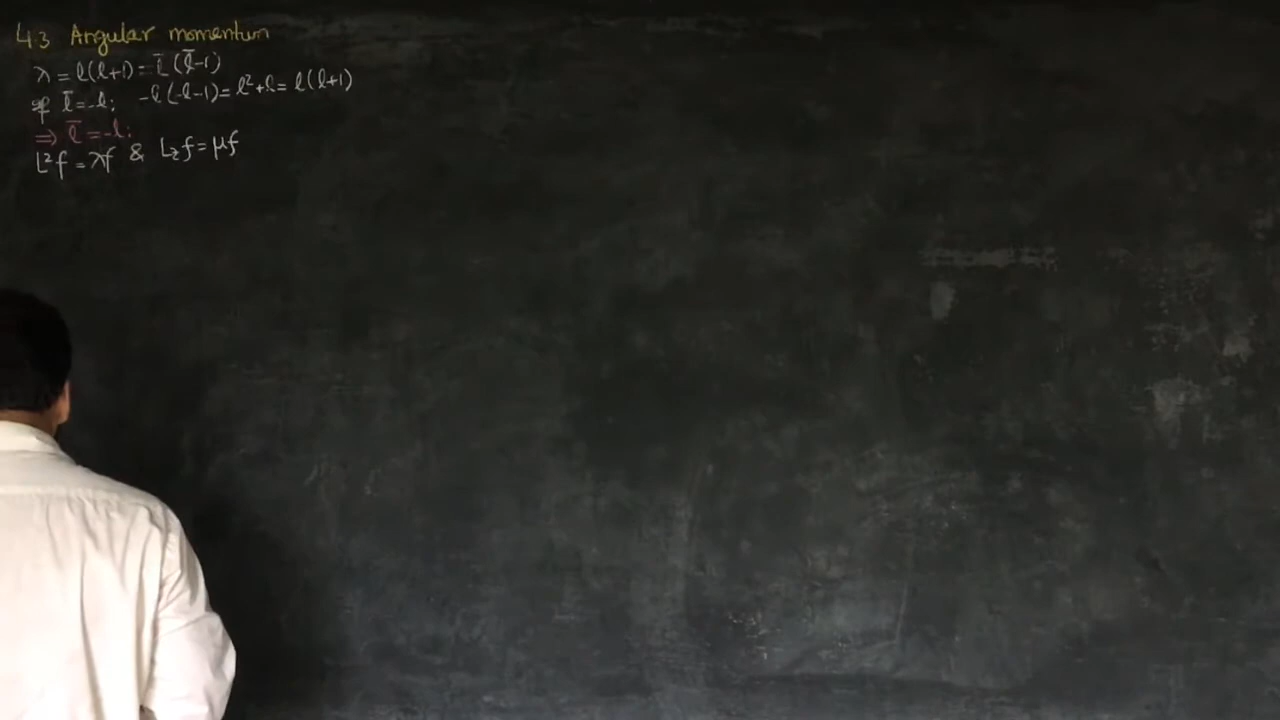 4.3 Angular momentum
λ = l(l+1) = l̄(l̄-1)
If l̄ = -l; -l(-l-1) = l²+l = l(l+1)
⇒ l̄ = -l;
L²f = λf & L_z f = μf